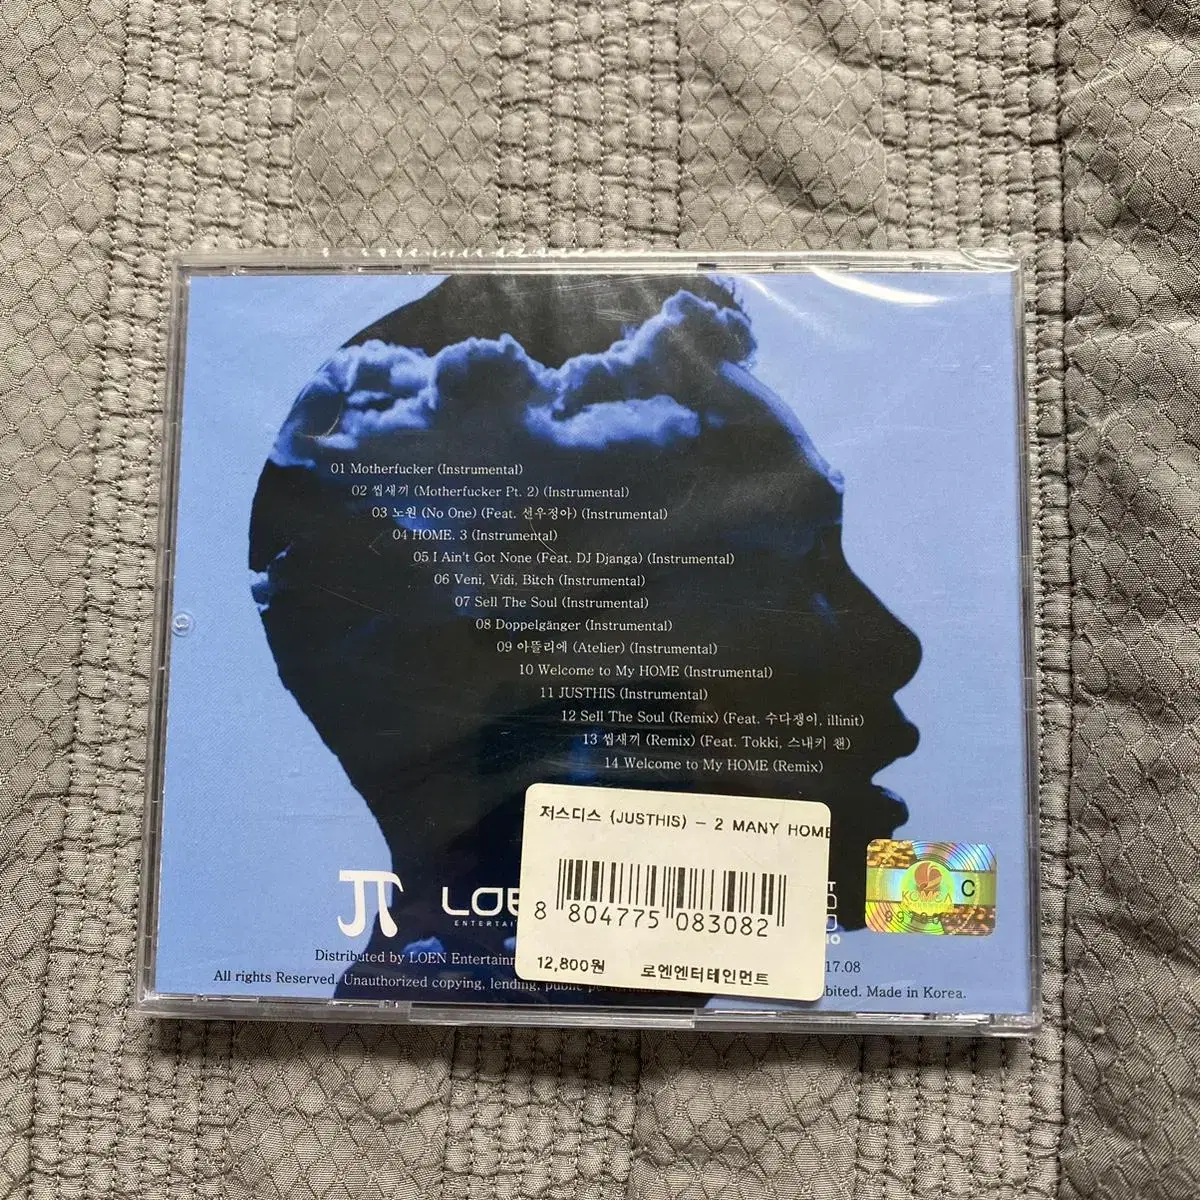 01 Motherfucker (Instrumental)
02 씹새끼 (Motherfucker Pt. 2) (Instrumental)
03 노원 (No One) (Feat. 선우정아) (Instrumental)
04 HOME. 3 (Instrumental)
05 I Ain't Got None (Feat. DJ Djanga) (Instrumental)
06 Veni, Vidi, Bitch (Instrumental)
07 Sell The Soul (Instrumental)
08 Doppelgänger (Instrumental)
09 아뜰리에 (Atelier) (Instrumental)
10 Welcome to My HOME (Instrumental)
11 JUSTHIS (Instrumental)
12 Sell The Soul (Remix) (Feat. 수다쟁이, illinit)
13 씹새끼 (Remix) (Feat. Tokki, 스내키 챈)
14 Welcome to My HOME (Remix)
저스디스 (JUSTHIS) - 2 MANY HOME
8 804775 083082
12,800원 로엔엔터테인먼트
KOMCA C
Distributed by LOEN 17.08
All rights Reserved. Unauthorized copying, lending, Made in Korea.